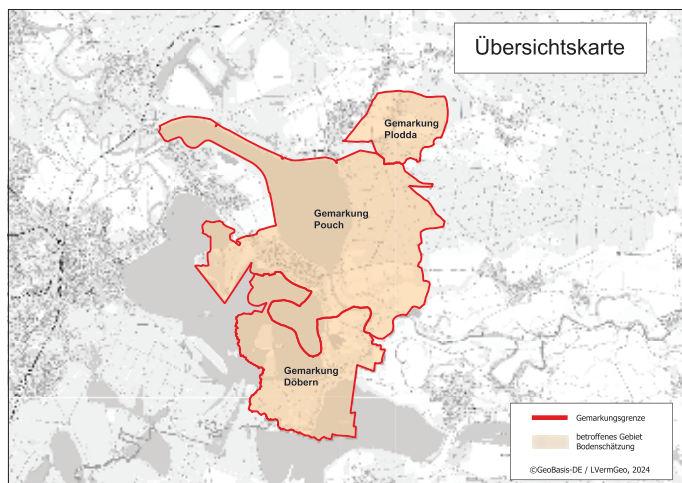 Übersichtskarte
Gemarkung
Plodda
Gemarkung
Pouch
Gemarkung
Döbern
Gemarkungsgrenze
betroffenes Gebiet
Bodenschätzung
©GeoBasis-DE / LVermGeo, 2024